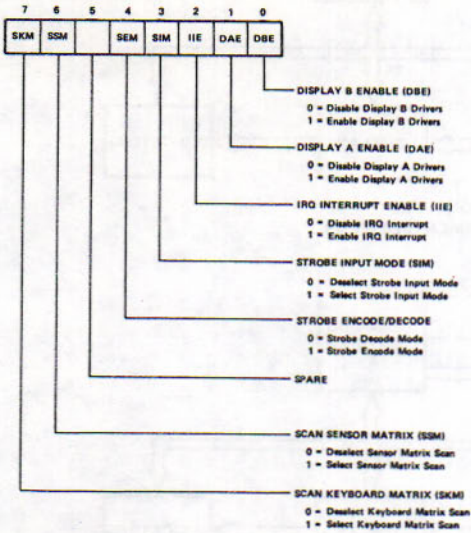 7 6 5 4 3 2 1 0
SKM SSM SEM SIM IIE DAE DBE
DISPLAY B ENABLE (DBE)
0 = Disable Display B Drivers
1 = Enable Display B Drivers
DISPLAY A ENABLE (DAE)
0 = Disable Display A Drivers
1 = Enable Display A Drivers
IRQ INTERRUPT ENABLE (IIE)
0 = Disable IRQ Interrupt
1 = Enable IRQ Interrupt
STROBE INPUT MODE (SIM)
0 = Deselect Strobe Input Mode
1 = Select Strobe Input Mode
STROBE ENCODE/DECODE
0 = Strobe Decode Mode
1 = Strobe Encode Mode
SPARE
SCAN SENSOR MATRIX (SSM)
0 = Deselect Sensor Matrix Scan
1 = Select Sensor Matrix Scan
SCAN KEYBOARD MATRIX (SKM)
0 = Deselect Keyboard Matrix Scan
1 = Select Keyboard Matrix Scan